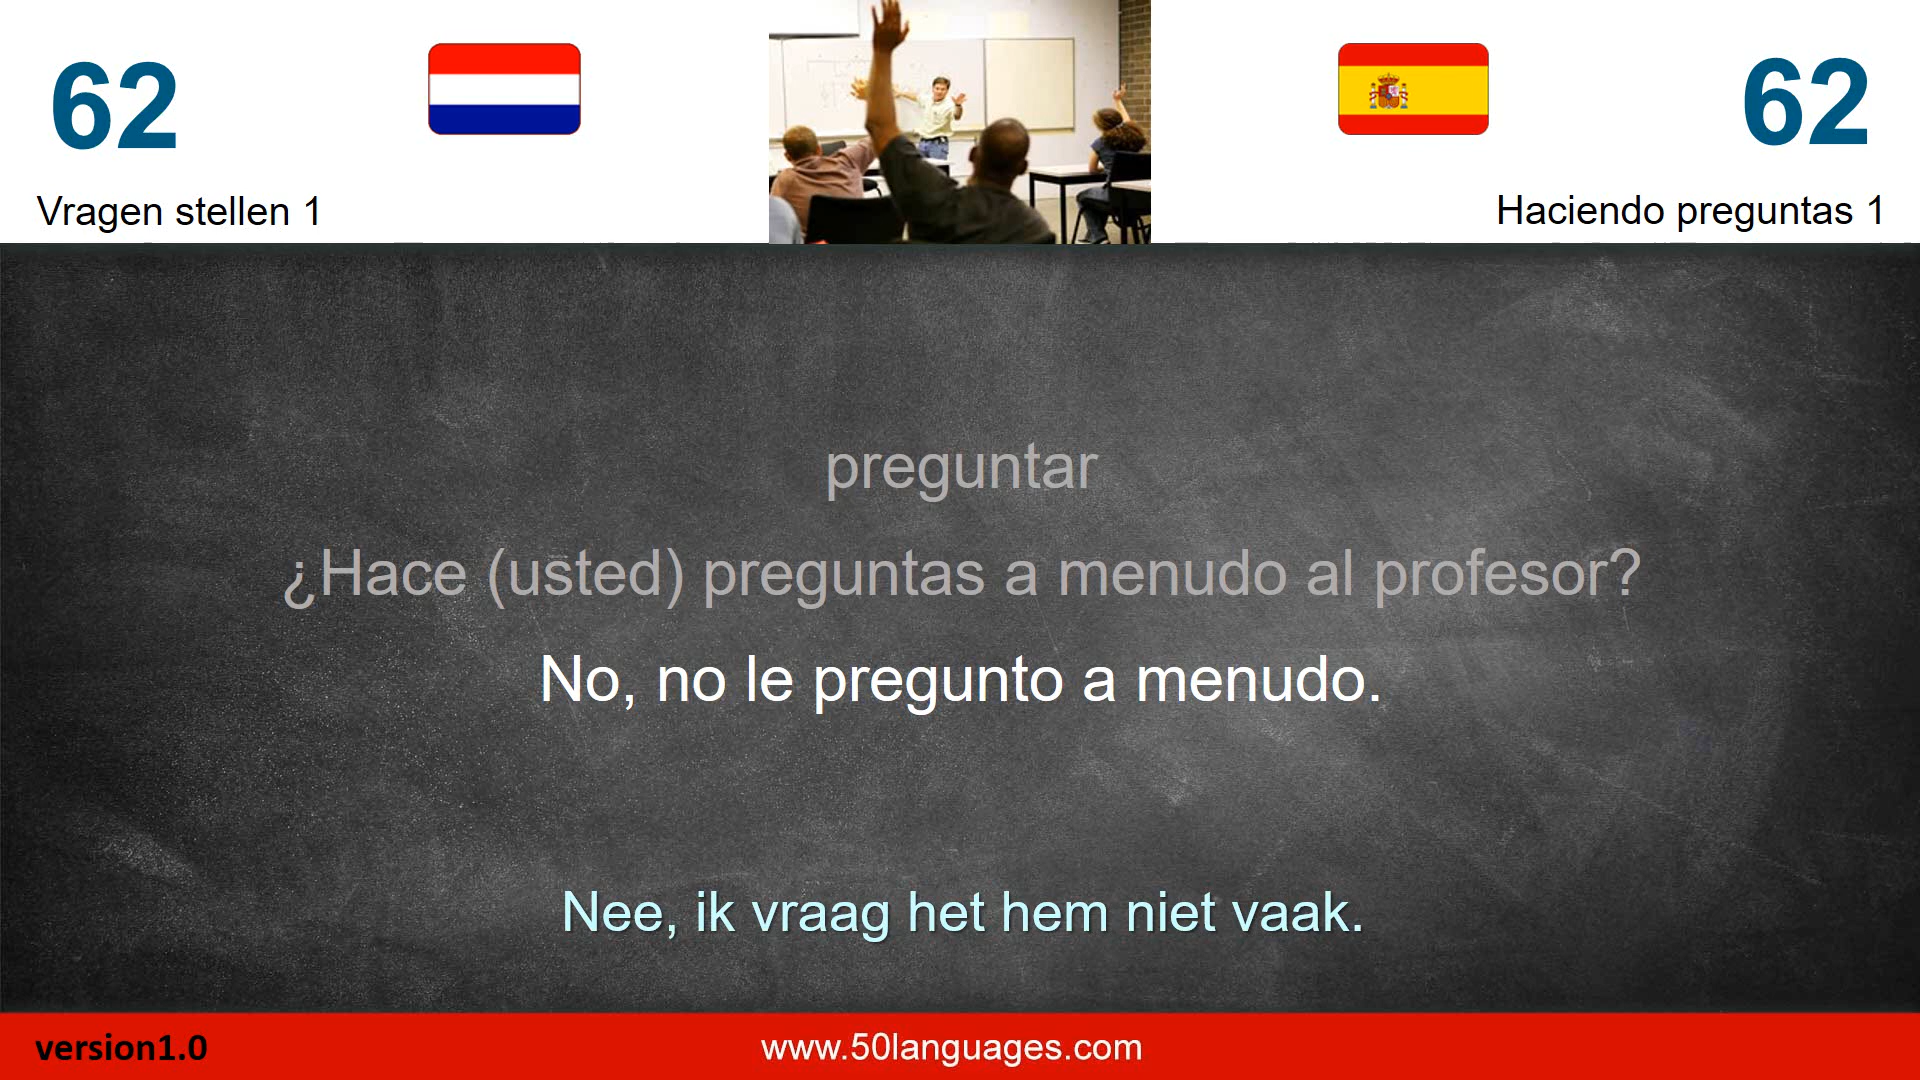 62
62
Vragen stellen 1
Haciendo preguntas 1
preguntar
¿Hace (usted) preguntas a menudo al profesor?
No, no le pregunto a menudo.
Nee, ik vraag het hem niet vaak.
version1.0
www.50languages.com